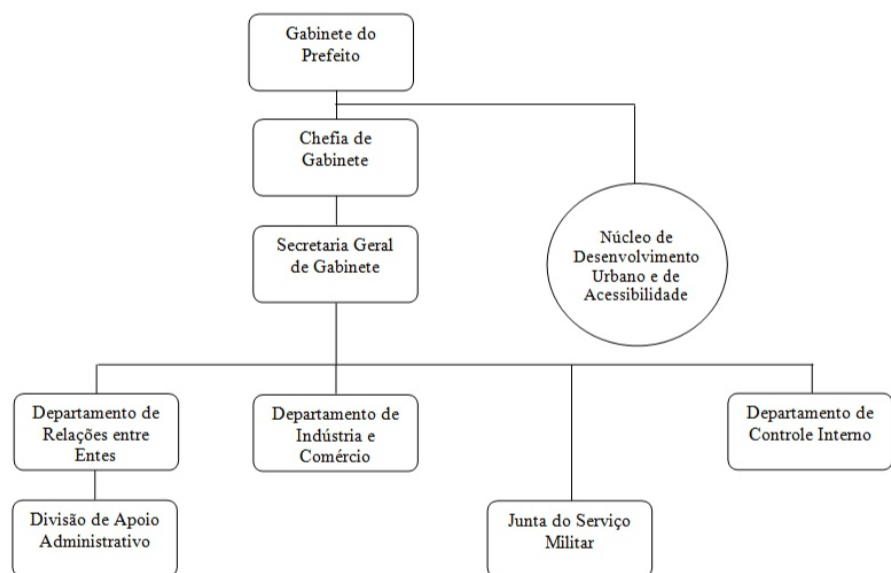 Gabinete do
Prefeito
Chefia de
Gabinete
Secretaria Geral
de Gabinete
Núcleo de
Desenvolvimento
Urbano e de
Acessibilidade
Departamento de
Relações entre
Entes
Departamento de
Indústria e
Comércio
Departamento de
Controle Interno
Divisão de Apoio
Administrativo
Junta do Serviço
Militar